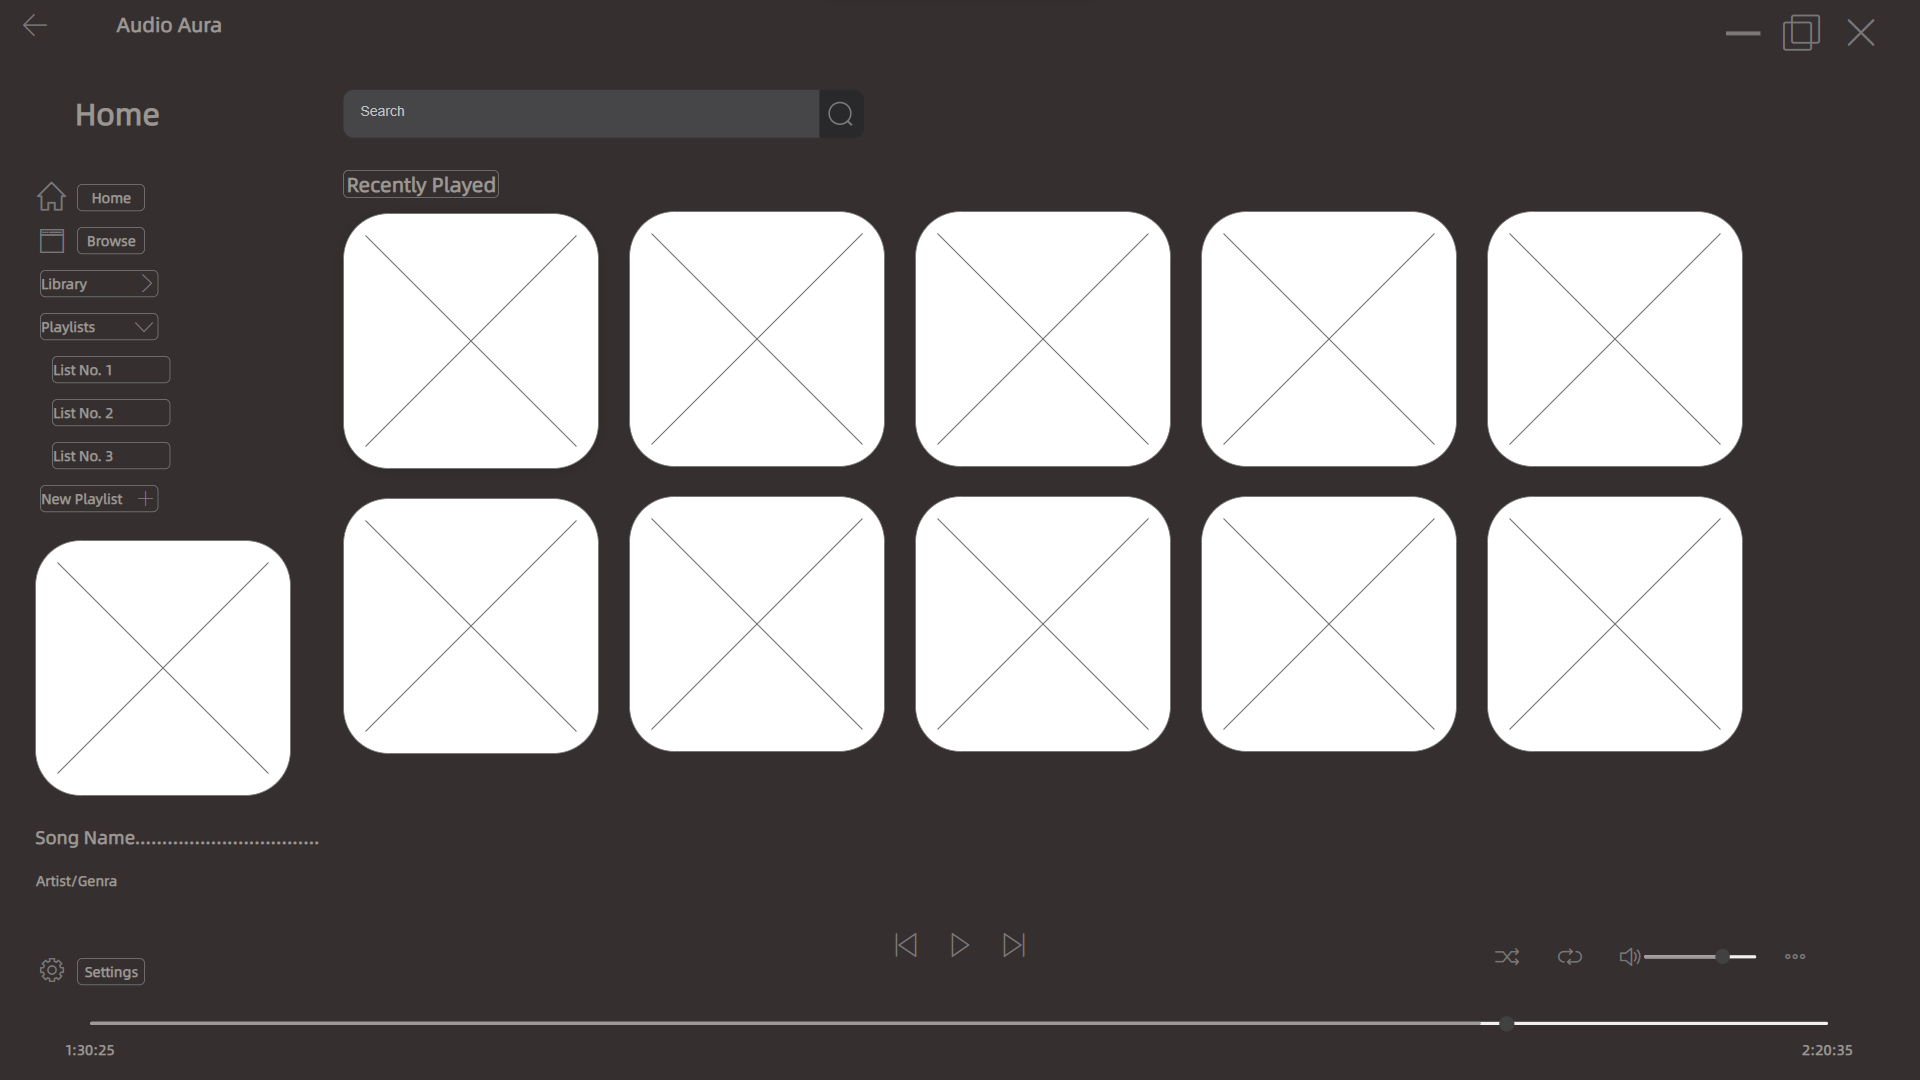 Audio Aura
Home
Search
Recently Played
Home
Browse
Library
Playlists
List No. 1
List No. 2
List No. 3
New Playlist
Song Name..................................
Artist/Genra
Settings
1:30:25
2:20:35